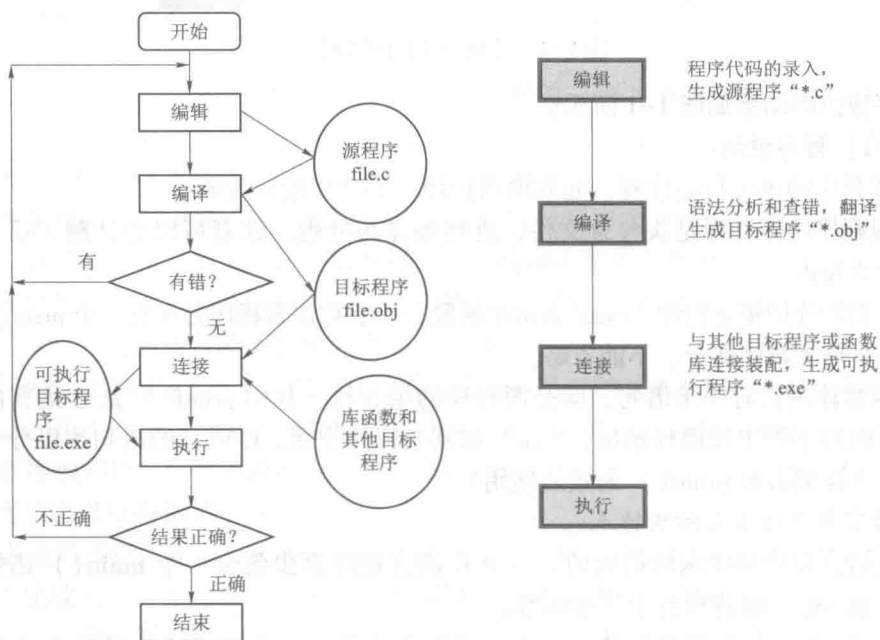 开始
编辑
源程序
file.c
编译
有
有错?
无
目标程序
file.obj
连接
可执行
目标程
序
file.exe
库函数和
其他目标
程序
执行
不正确
结果正确?
正确
结束
编辑
程序代码的录入,
生成源程序“*.c”
编译
语法分析和查错,翻译
生成目标程序“*.obj”
连接
与其他目标程序或函数
库连接装配,生成可执
行程序“*.exe”
执行